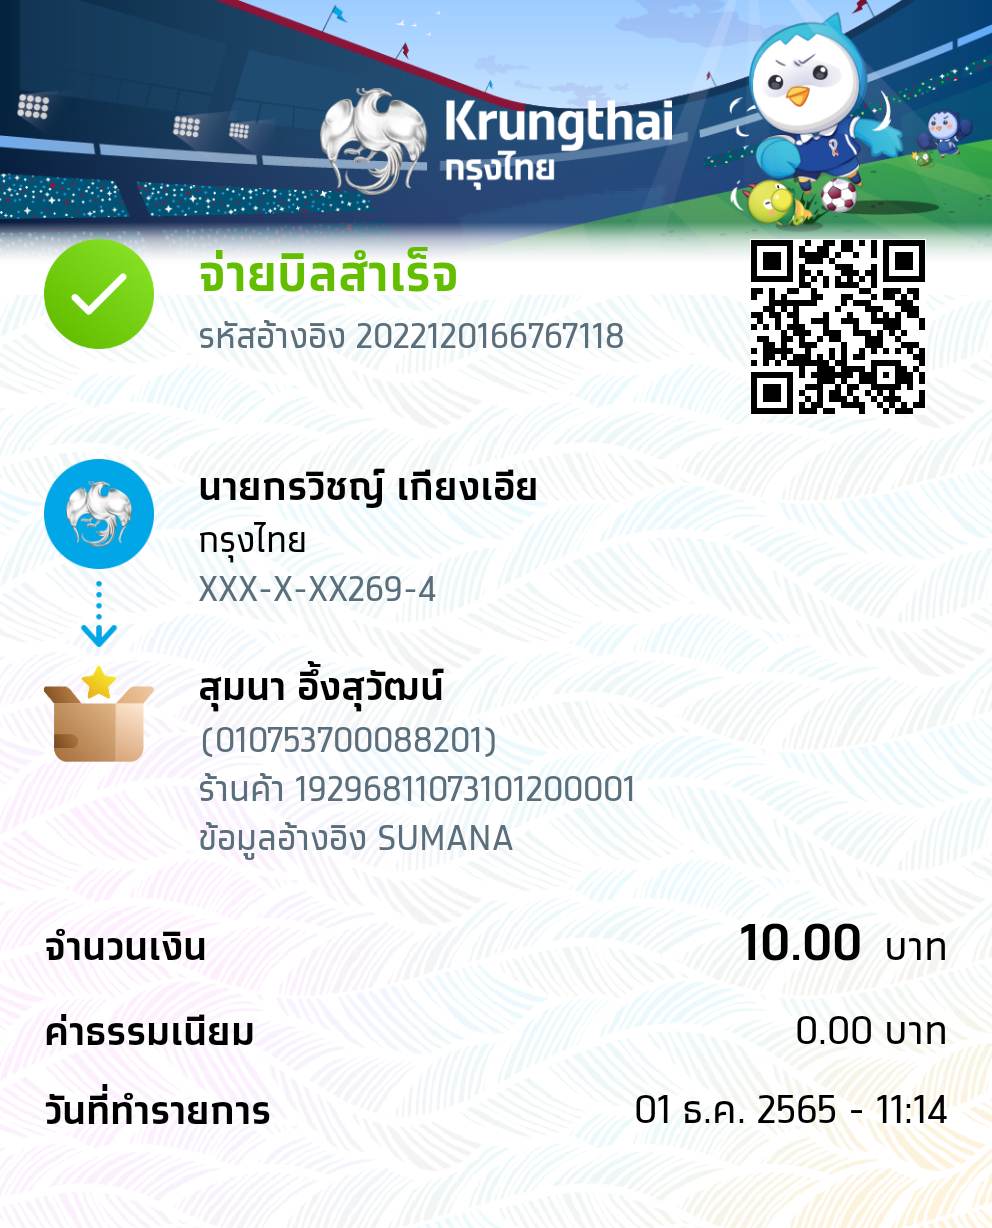 Krungthai
กรุงไทย
จ่ายบิลสำเร็จ
รหัสอ้างอิง 2022120166767118
นายกรวิชญ์ เกียงเอีย
กรุงไทย
XXX-X-XX269-4
สุมนา อึ้งสุวัฒน์
(010753700088201)
ร้านค้า 19296811073101200001
ข้อมูลอ้างอิง SUMANA
จำนวนเงิน 10.00 บาท
ค่าธรรมเนียม 0.00 บาท
วันที่ทำรายการ 01 ธ.ค. 2565 - 11:14